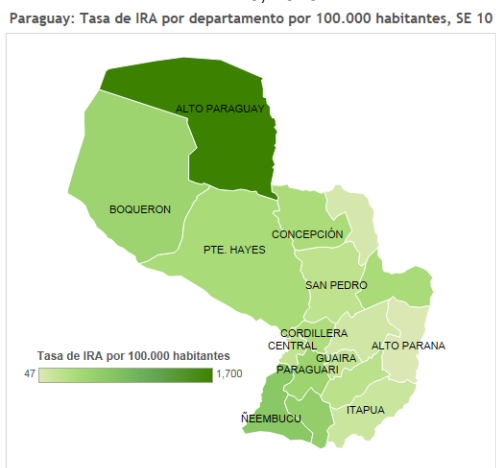 Paraguay: Tasa de IRA por departamento por 100.000 habitantes, SE 10
ALTO PARAGUAY
BOQUERON
CONCEPCIÓN
PTE. HAYES
SAN PEDRO
CORDILLERA
CENTRAL
ALTO PARANA
GUAIRA
PARAGUARI
Tasa de IRA por 100.000 habitantes
47
1,700
ÑEEMBUCU
ITAPUA